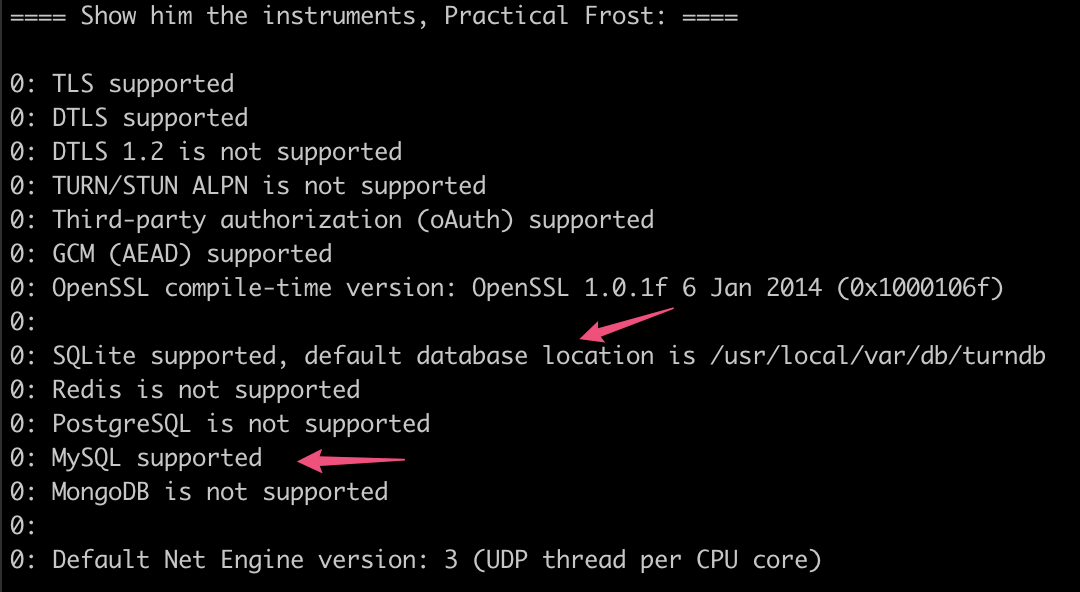 ==== Show him the instruments, Practical Frost: ====
0: TLS supported
0: DTLS supported
0: DTLS 1.2 is not supported
0: TURN/STUN ALPN is not supported
0: Third-party authorization (oAuth) supported
0: GCM (AEAD) supported
0: OpenSSL compile-time version: OpenSSL 1.0.1f 6 Jan 2014 (0x1000106f)
0:
0: SQLite supported, default database location is /usr/local/var/db/turndb
0: Redis is not supported
0: PostgreSQL is not supported
0: MySQL supported
0: MongoDB is not supported
0:
0: Default Net Engine version: 3 (UDP thread per CPU core)